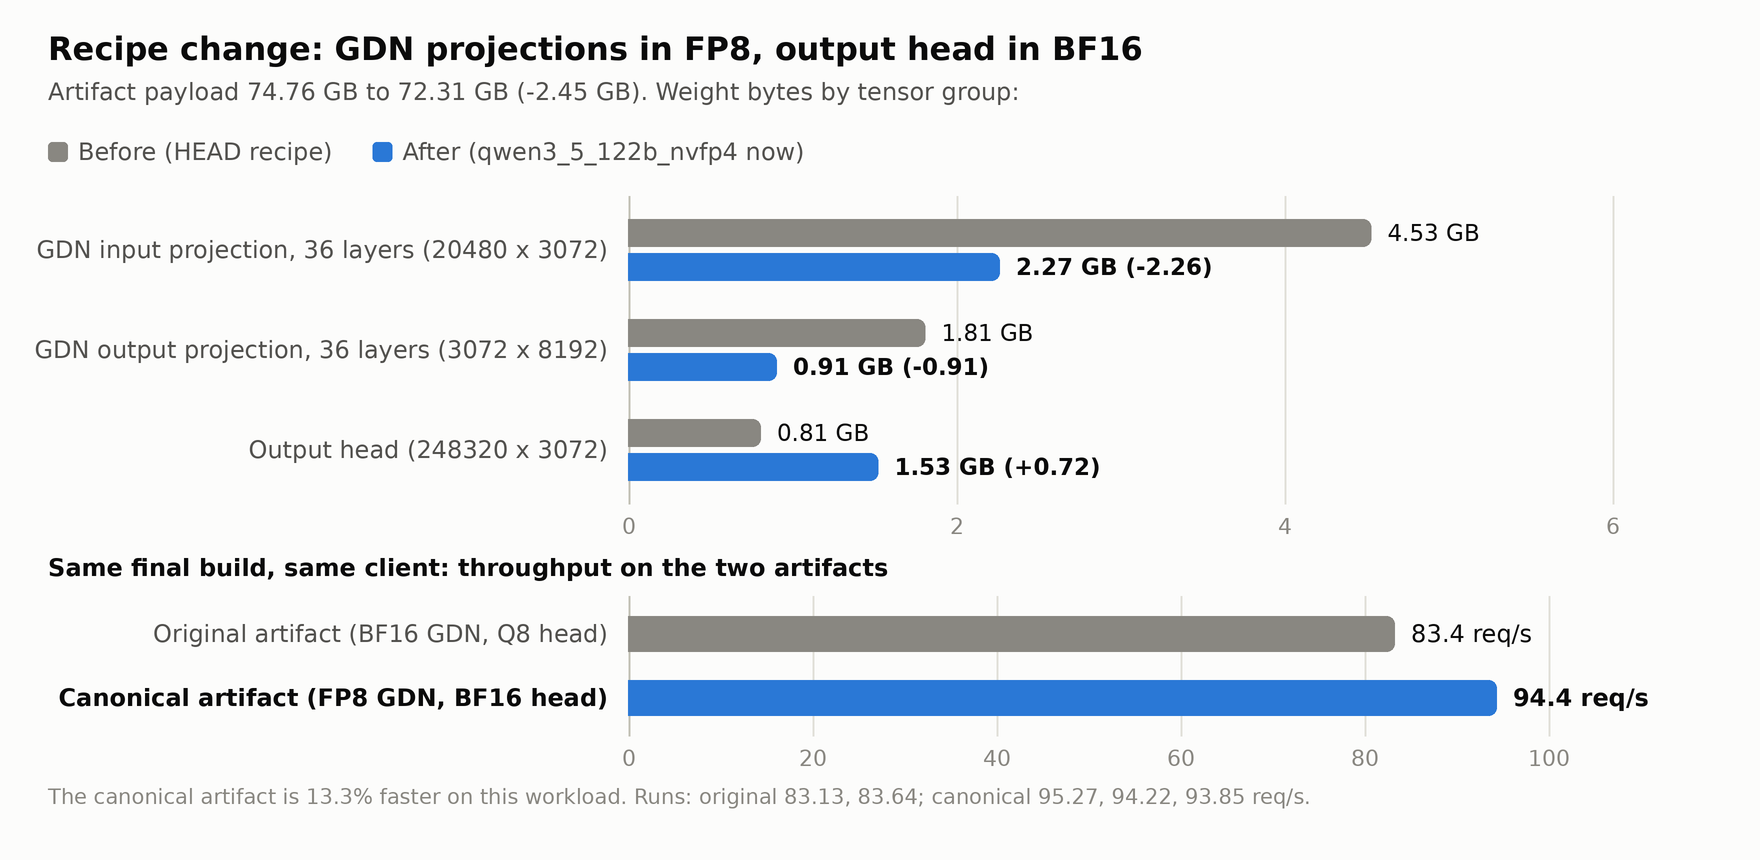 Recipe change: GDN projections in FP8, output head in BF16
Artifact payload 74.76 GB to 72.31 GB (-2.45 GB). Weight bytes by tensor group:
Before (HEAD recipe) After (qwen3_5_122b_nvfp4 now)
GDN input projection, 36 layers (20480 x 3072)
4.53 GB
2.27 GB (-2.26)
GDN output projection, 36 layers (3072 x 8192)
1.81 GB
0.91 GB (-0.91)
Output head (248320 x 3072)
0.81 GB
1.53 GB (+0.72)
0 2 4 6
Same final build, same client: throughput on the two artifacts
Original artifact (BF16 GDN, Q8 head) 83.4 req/s
Canonical artifact (FP8 GDN, BF16 head) 94.4 req/s
0 20 40 60 80 100
The canonical artifact is 13.3% faster on this workload. Runs: original 83.13, 83.64; canonical 95.27, 94.22, 93.85 req/s.